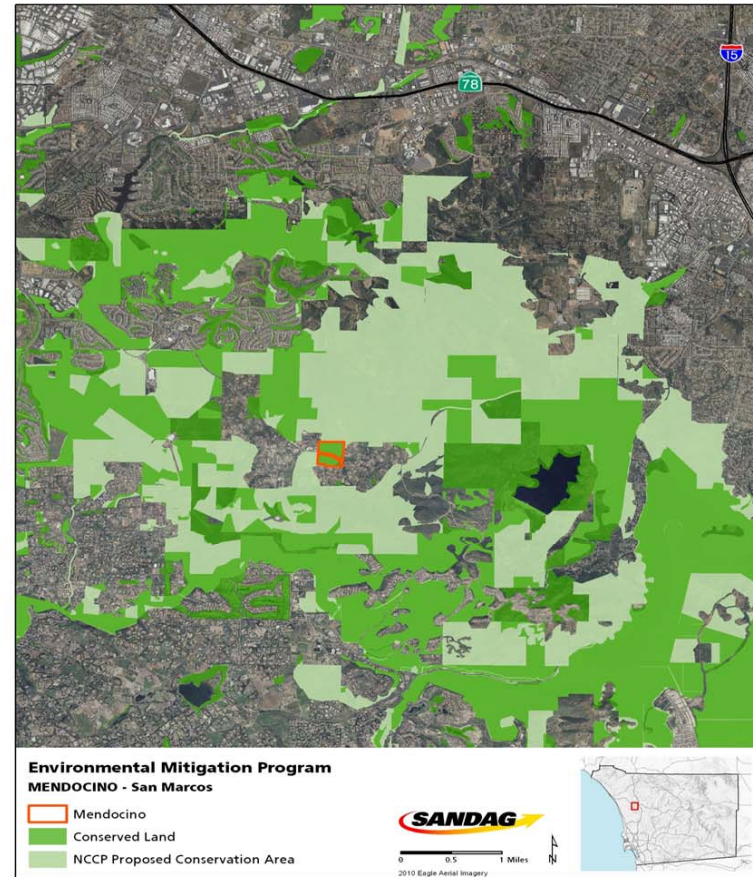 15
78
Environmental Mitigation Program
MENDOCINO - San Marcos
Mendocino
Conserved Land
NCCP Proposed Conservation Area
SANDAG
0 0.5 1 Miles
N
2010 Eagle Aerial Imagery